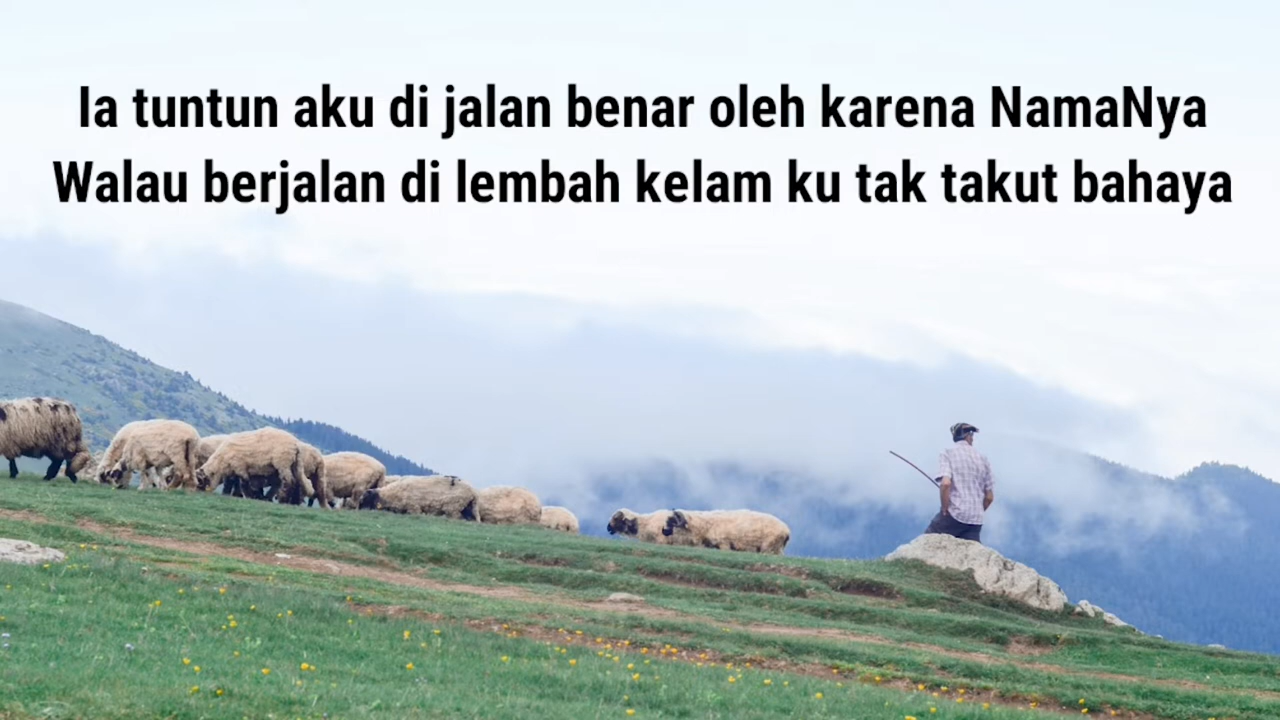 Ia tuntun aku di jalan benar oleh karena NamaNya
Walau berjalan di lembah kelam ku tak takut bahaya